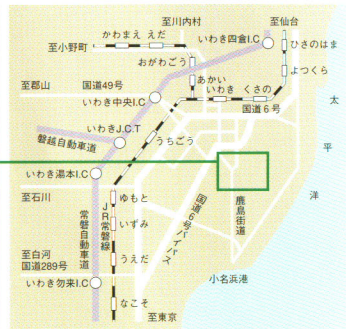 至川内村
至仙台
かわまえ
えだ
いわき四倉I.C
至小野町
ひさのはま
おがわごう
よつくら
至郡山
国道49号
あかい
いわき
くさの
いわき中央I.C
国道6号
太平洋
いわきJ.C.T
うちごう
磐越自動車道
いわき湯本I.C
至石川
ゆもと
国道6号バイパス
鹿島街道
JR常磐線
常磐自動車道
いずみ
至白河
国道289号
うえだ
小名浜港
いわき勿来I.C
なこそ
至東京